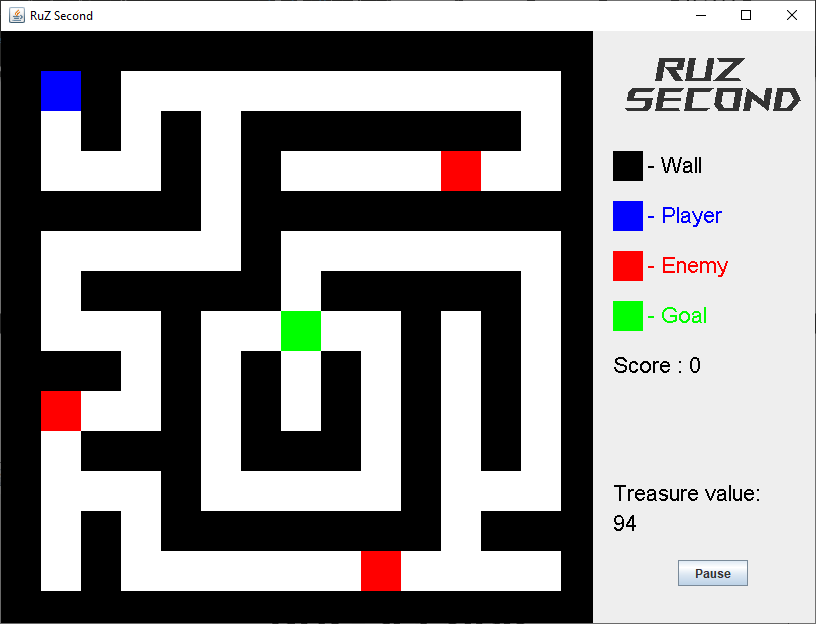 RuZ Second
RUZ
SECOND
- Wall
- Player
- Enemy
- Goal
Score : 0
Treasure value:
94
Pause